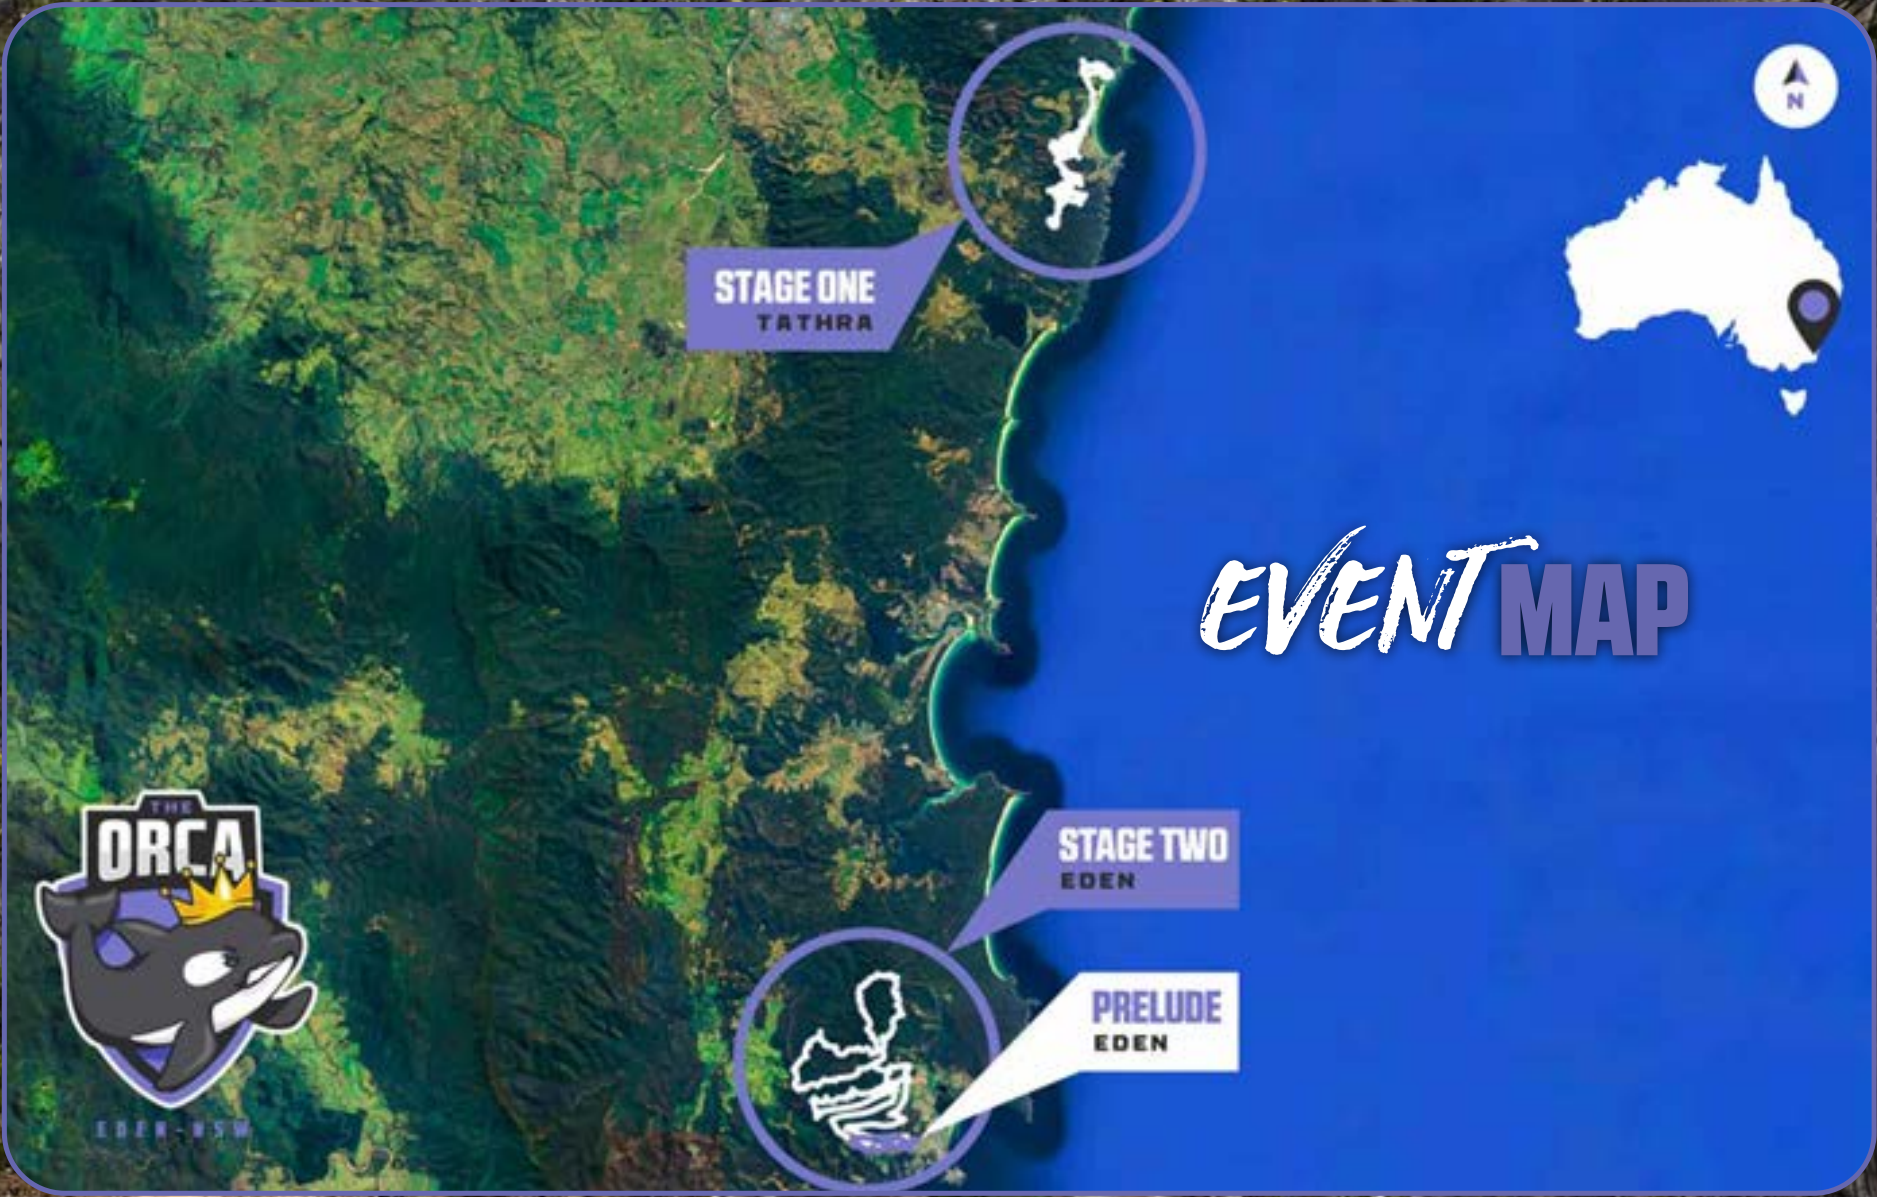 N
STAGE ONE
TATHRA
EVENT MAP
THE
ORCA
EDEN-NSW
STAGE TWO
EDEN
PRELUDE
EDEN